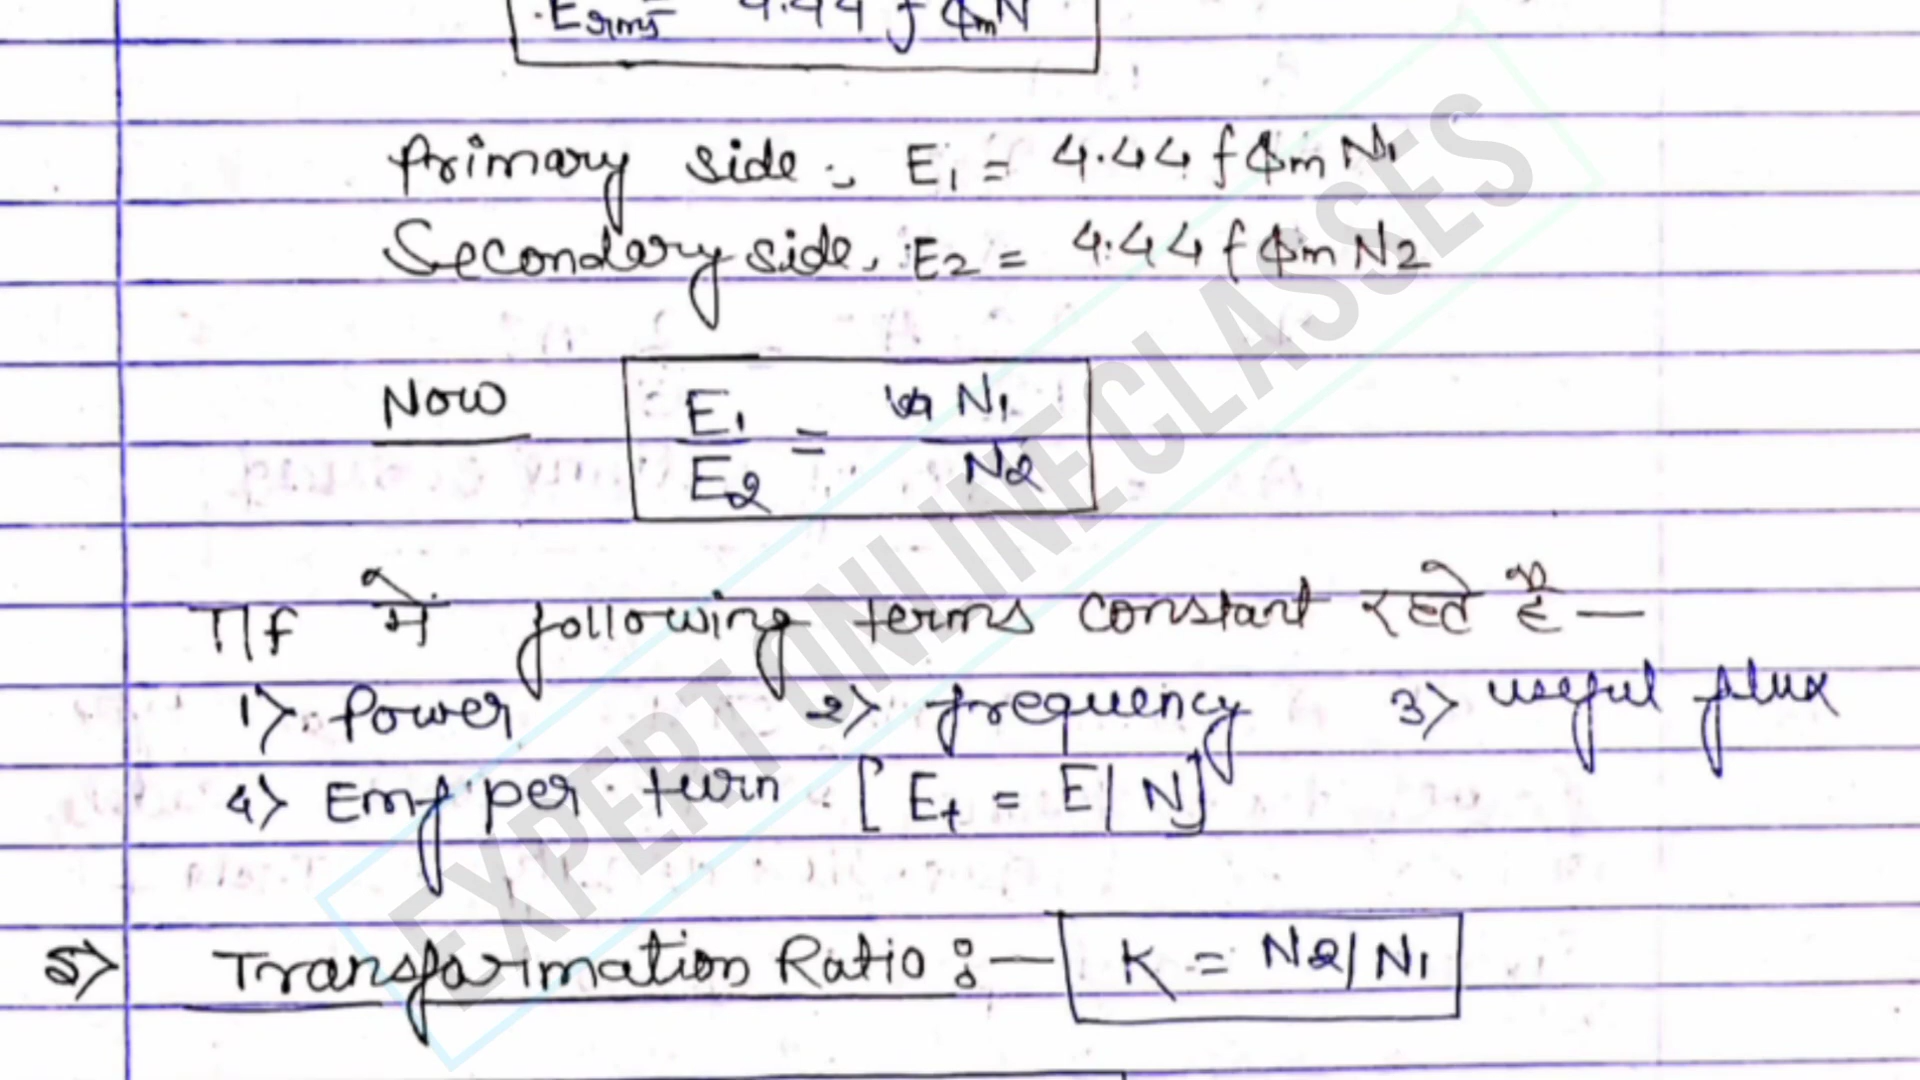 Erms = 4.44 f ϕm N
Primary side, E1 = 4.44 f ϕm N1
Secondary side, E2 = 4.44 f ϕm N2
Now E1/E2 = N1/N2
T/f में following terms constant रहते हैं —
1> Power 2> frequency 3> useful flux
4> Emf per turn [Et = E/N]
5> Transformation Ratio :— K = N2/N1
EXPERT ONLINE CLASSES